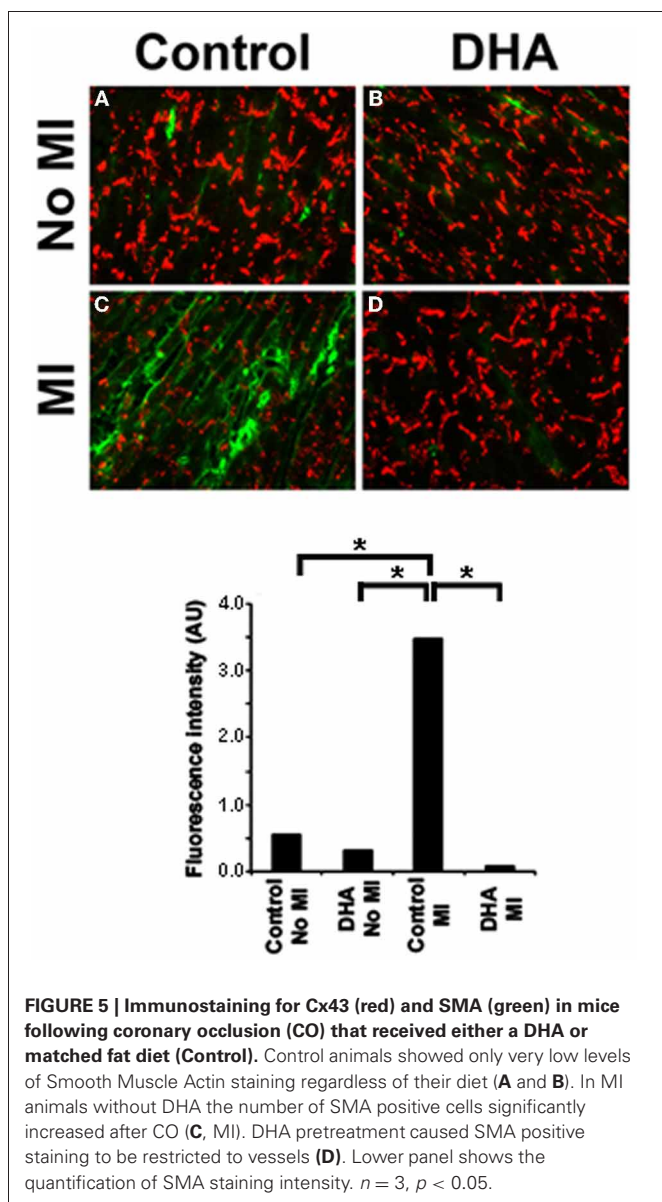 Control DHA
No MI
A B
MI
C D
* 
* *
Fluorescence intensity (AU)
4.0
3.0
2.0
1.0
0.0
Control No MI
DHA No MI
Control MI
DHA MI
FIGURE 5 | Immunostaining for Cx43 (red) and SMA (green) in mice
following coronary occlusion (CO) that received either a DHA or
matched fat diet (Control). Control animals showed only very low levels
of Smooth Muscle Actin staining regardless of their diet (A and B). In MI
animals without DHA the number of SMA positive cells significantly
increased after CO (C, MI). DHA pretreatment caused SMA positive
staining to be restricted to vessels (D). Lower panel shows the
quantification of SMA staining intensity. n = 3, p < 0.05.